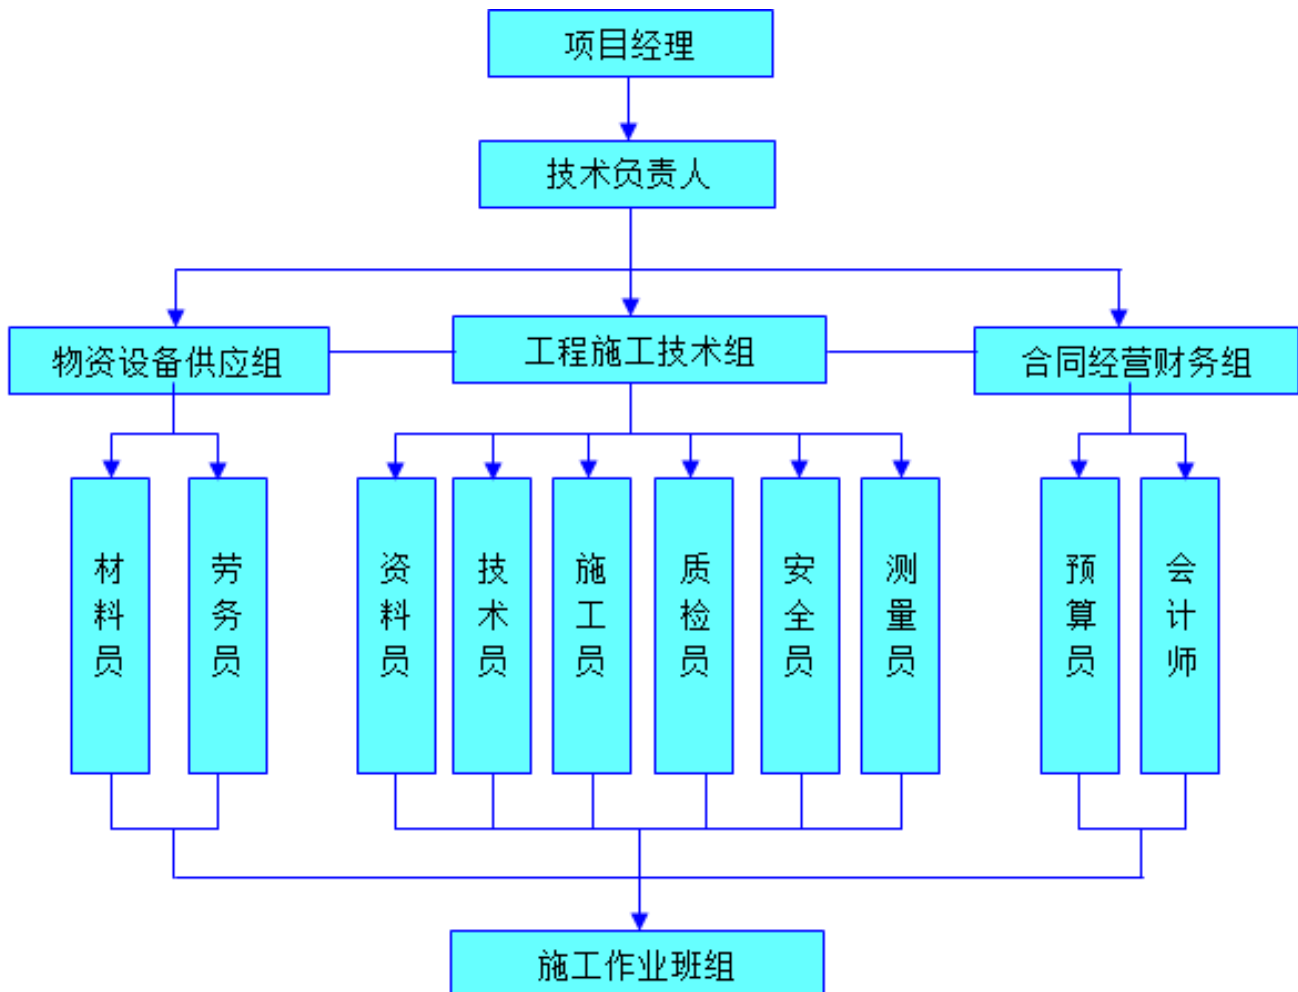 项目经理
技术负责人
物资设备供应组
工程施工技术组
合同经营财务组
材料员
劳务员
资料员
技术员
施工员
质检员
安全员
测量员
预算员
会计师
施工作业班组